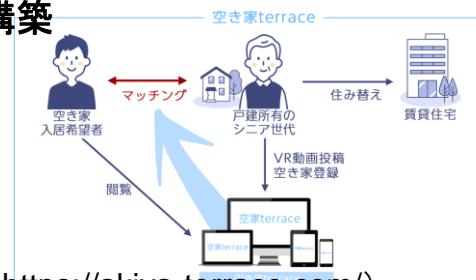 構築
空き家terrace
マッチング
空き家
入居希望者
戸建所有の
シニア世代
住み替え
賃貸住宅
VR動画投稿
空き家登録
閲覧
空家terrace
空家terrace